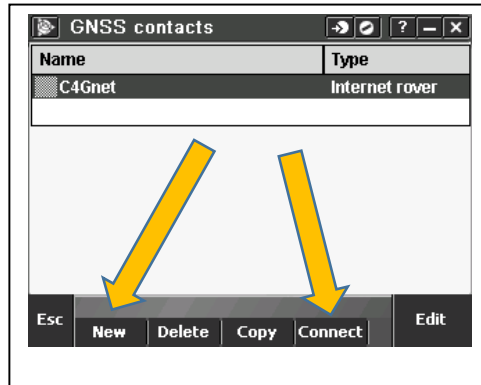 GNSS contacts ? – ×
Name Type
C4Gnet Internet rover
Esc New Delete Copy Connect Edit